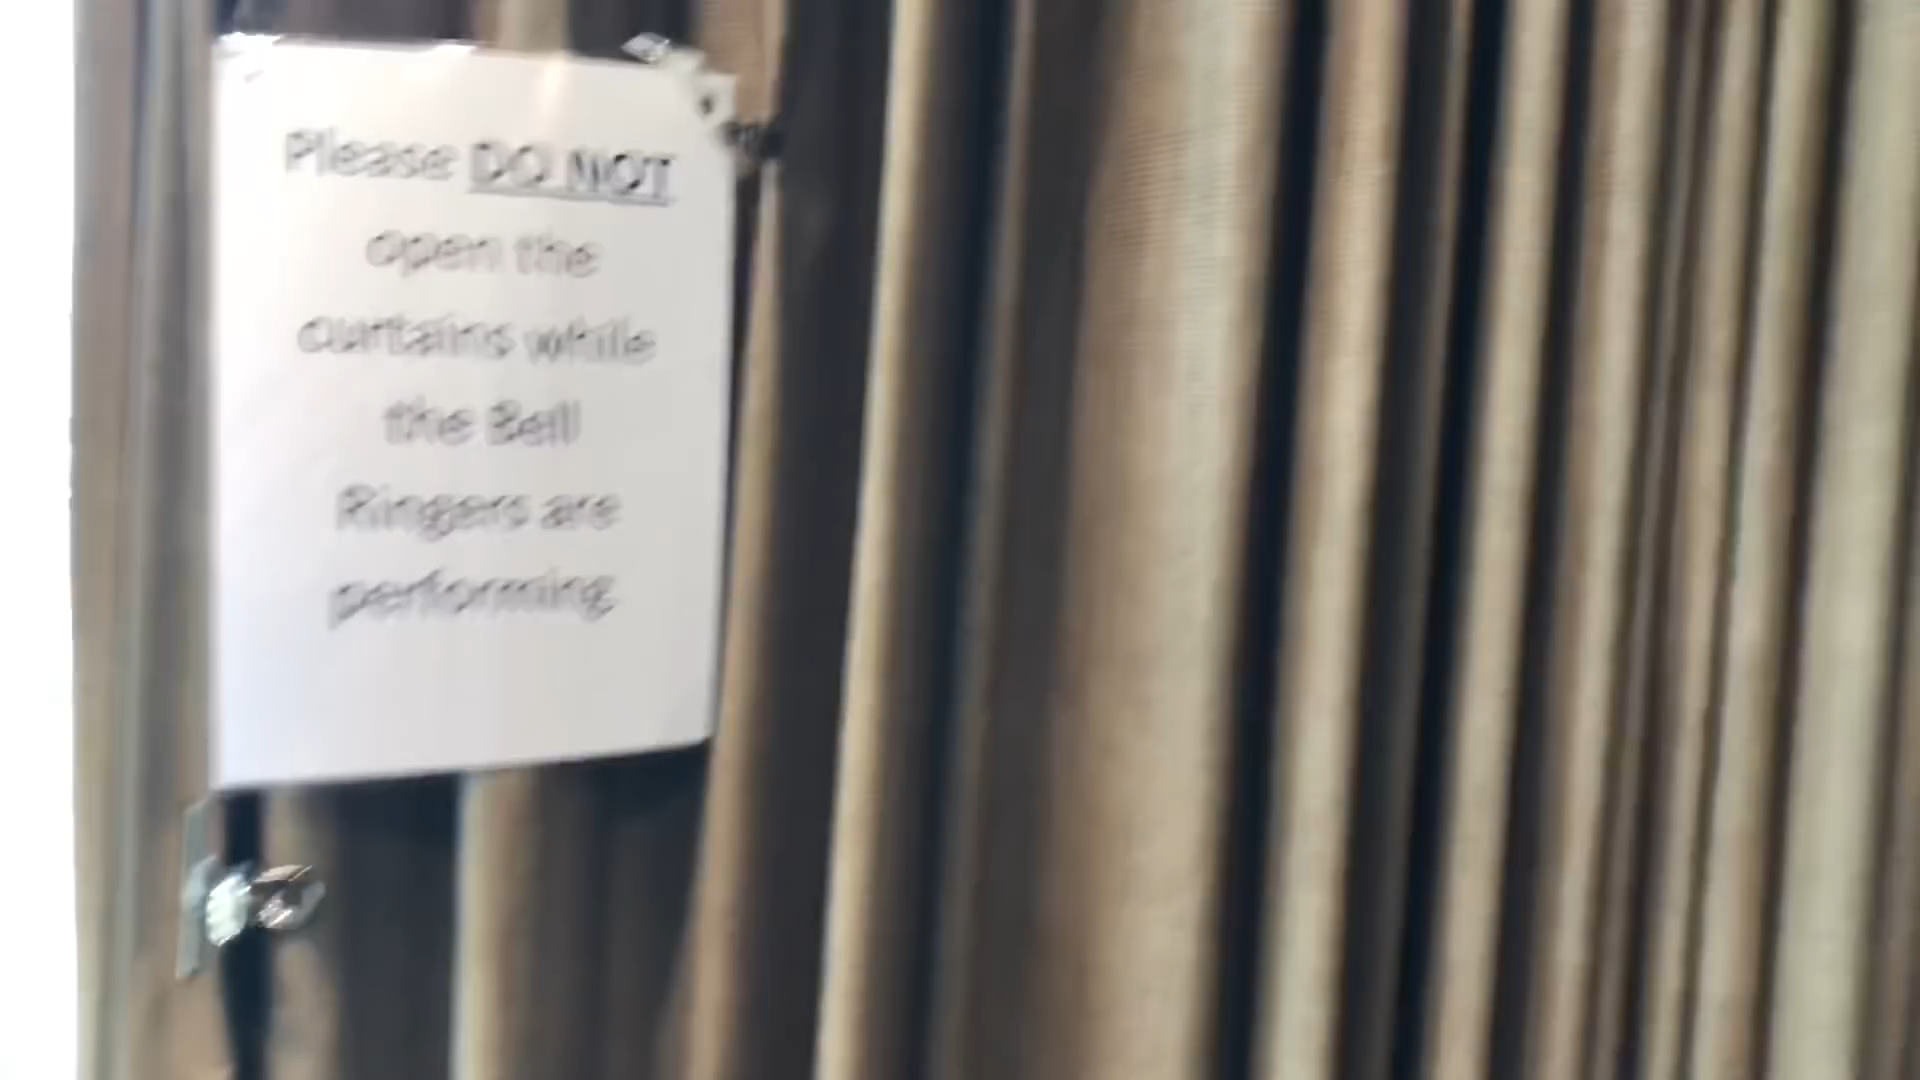 Please DO NOT
open the
curtains while
the Bell
Ringers are
performing